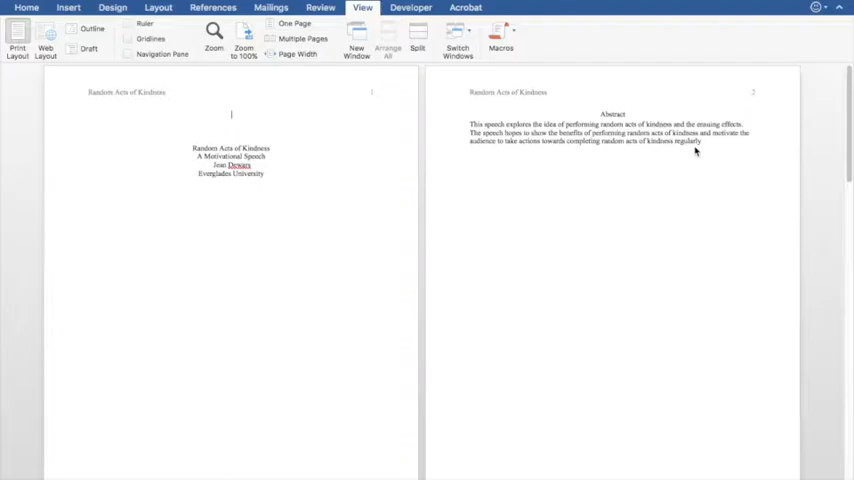 Home Insert Design Layout References Mailings Review View Developer Acrobat
Print Layout
Web Layout
Outline
Draft
Ruler
Gridlines
Navigation Pane
Zoom
Zoom to 100%
One Page
Multiple Pages
Page Width
New Window
Arrange All
Split
Switch Windows
Macros
Random Acts of Kindness 1
Random Acts of Kindness
A Motivational Speech
Jean Dewars
Everglades University
Random Acts of Kindness 2
Abstract
This speech explores the idea of performing random acts of kindness and the ensuing effects.
The speech hopes to show the benefits of performing random acts of kindness and motivate the
audience to take actions towards completing random acts of kindness regularly